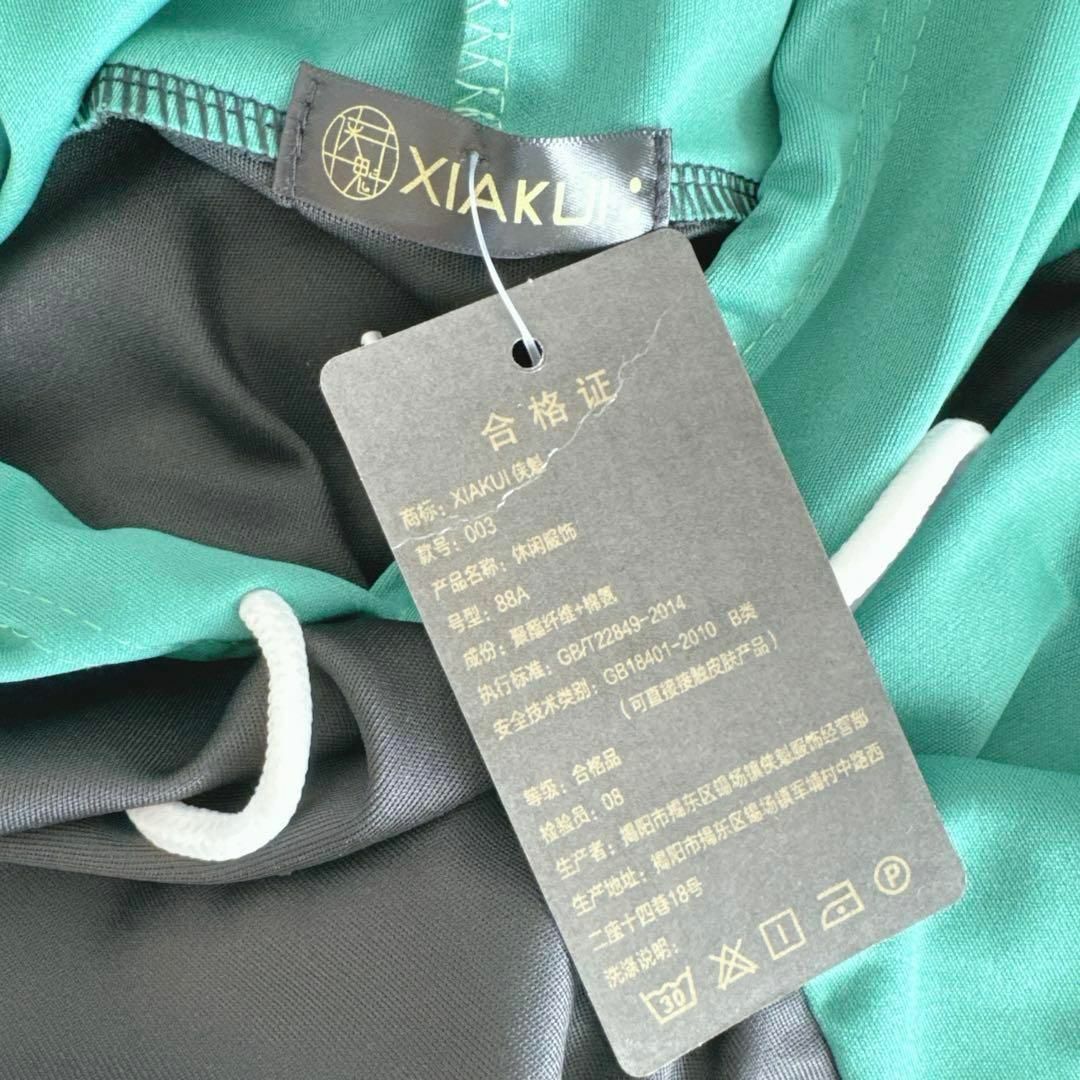 侠魁 XIAKUI
合格证
商标：XIAKUI 侠魁
款号：003
产品名称：休闲服饰
号型：88A
成份：聚酯纤维+棉氨
执行标准：GB/T22849-2014
安全技术类别：GB18401-2010 B类
（可直接接触皮肤产品）
等级：合格品
检验员：08
生产者：揭阳市揭东区锡场镇侠魁服饰经营部
生产地址：揭阳市揭东区锡场镇军埔村中路西
二座十四巷18号
洗涤说明：
30
P